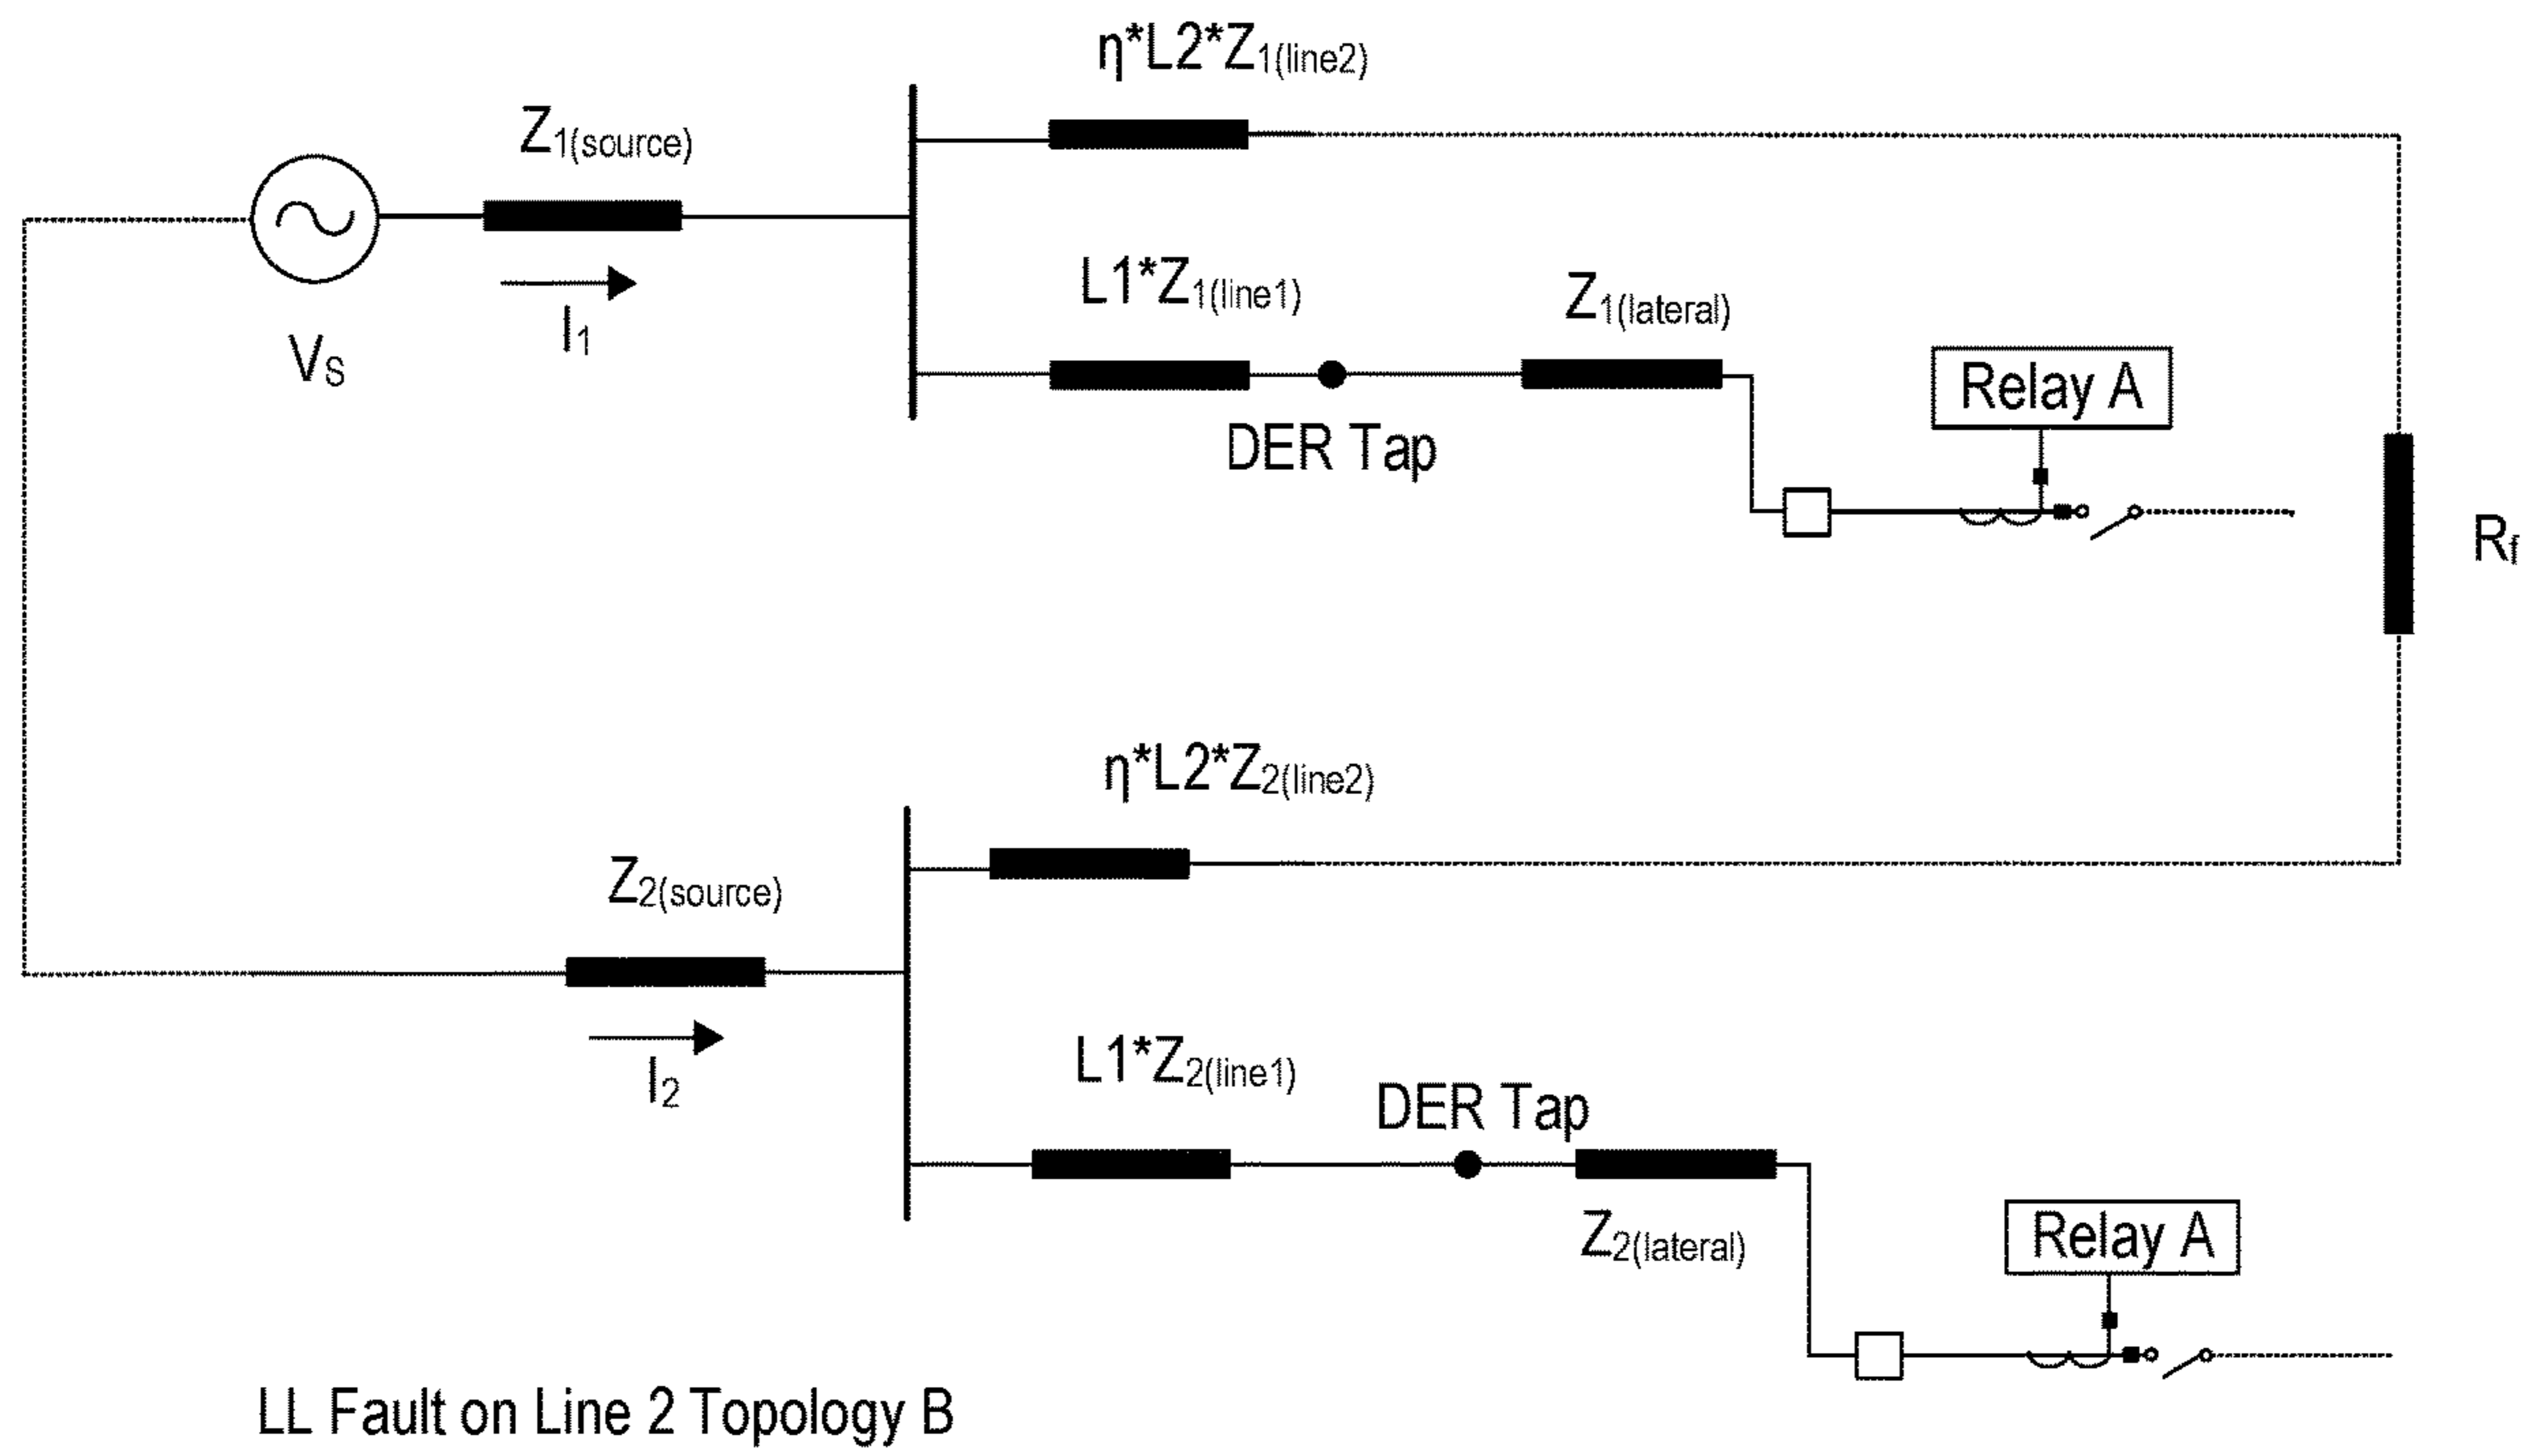 η*L2*Z1(line2)
Z1(source)
I1
VS
L1*Z1(line1)
Z1(lateral)
DER Tap
Relay A
Rf
η*L2*Z2(line2)
Z2(source)
I2
L1*Z2(line1)
DER Tap
Z2(lateral)
Relay A
LL Fault on Line 2 Topology B